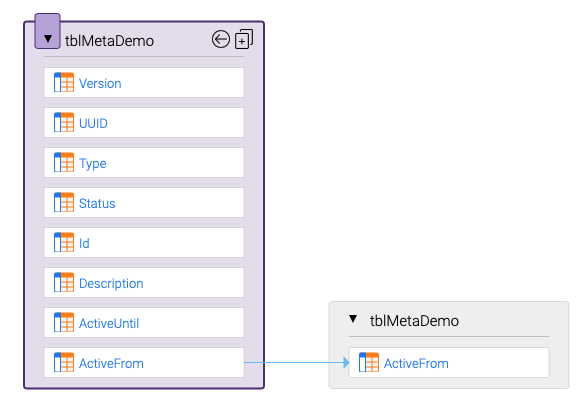 tblMetaDemo
Version
UUID
Type
Status
Id
Description
ActiveUntil
ActiveFrom
tblMetaDemo
ActiveFrom